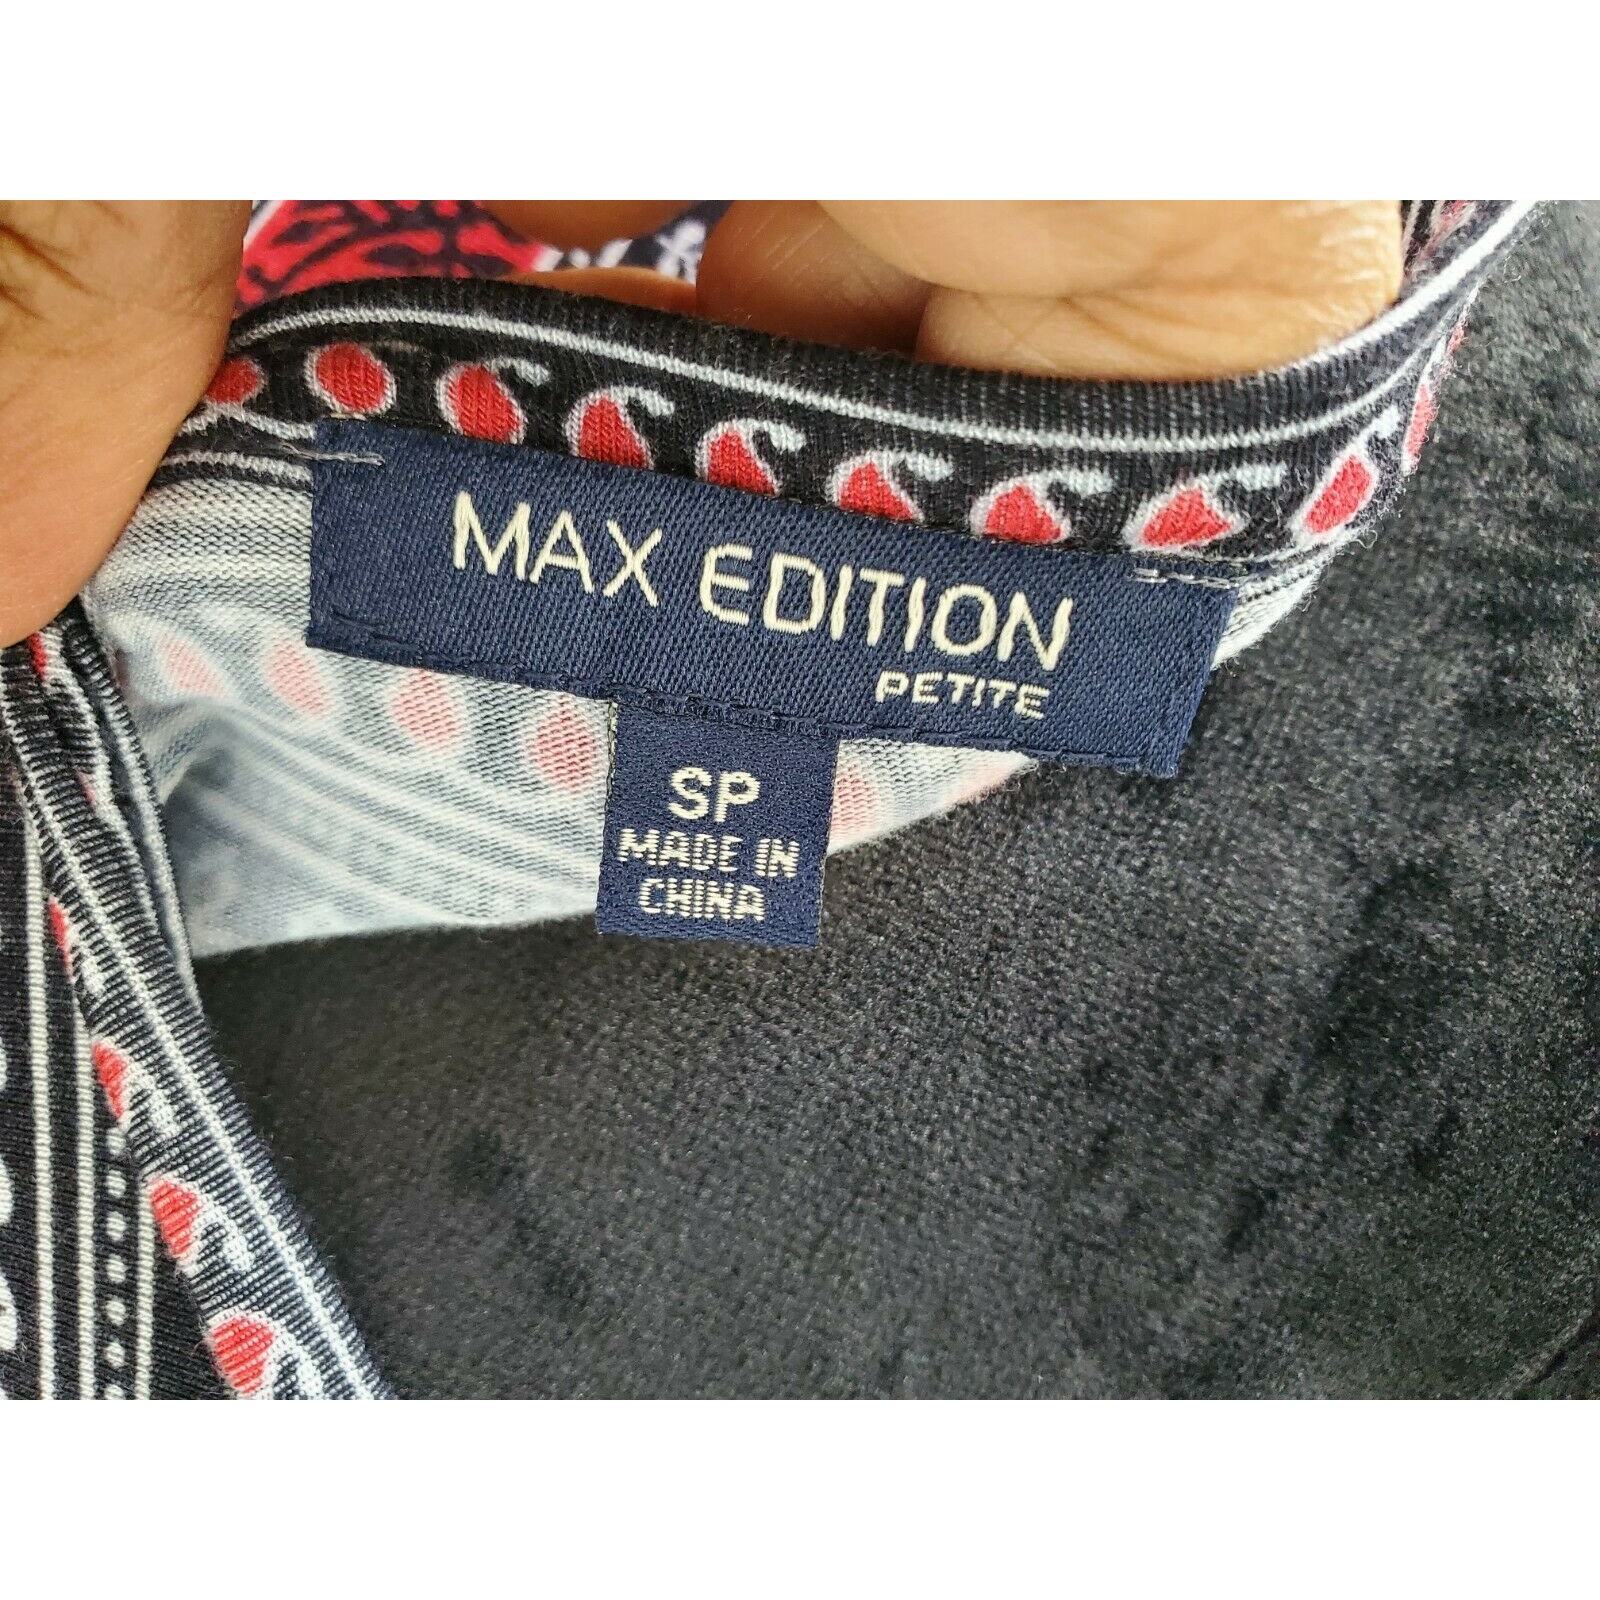 MAX EDITION
PETITE
SP
MADE IN
CHINA